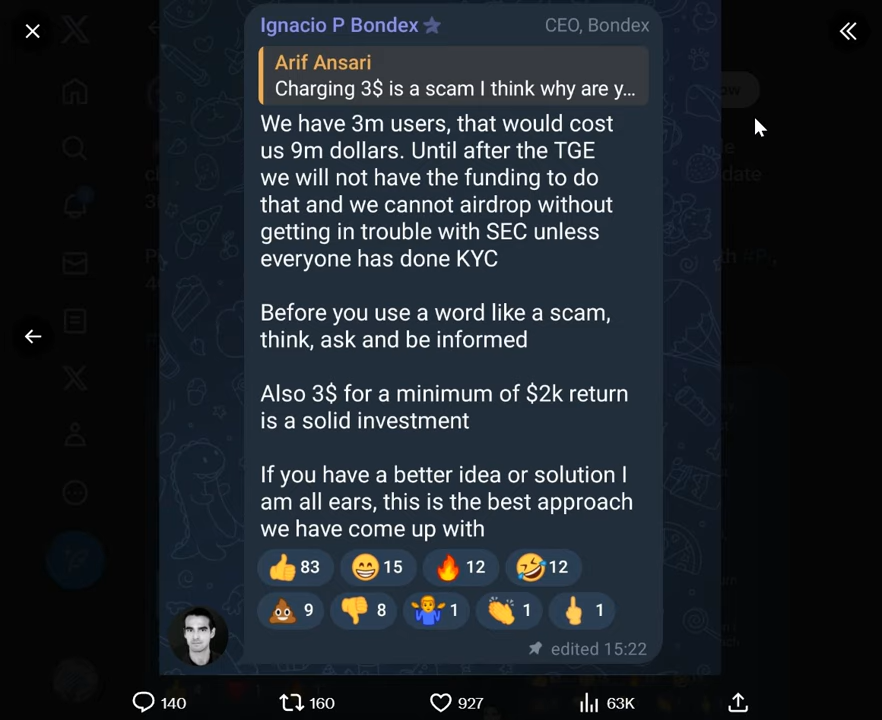 Ignacio P Bondex CEO, Bondex
Arif Ansari
Charging 3$ is a scam I think why are y...
We have 3m users, that would cost
us 9m dollars. Until after the TGE
we will not have the funding to do
that and we cannot airdrop without
getting in trouble with SEC unless
everyone has done KYC
Before you use a word like a scam,
think, ask and be informed
Also 3$ for a minimum of $2k return
is a solid investment
If you have a better idea or solution I
am all ears, this is the best approach
we have come up with
👍 83 😁 15 🔥 12 🤣 12
💩 9 👎 8 🤷‍♂️ 1 👏 1 🖕 1
edited 15:22
140 160 927 63K